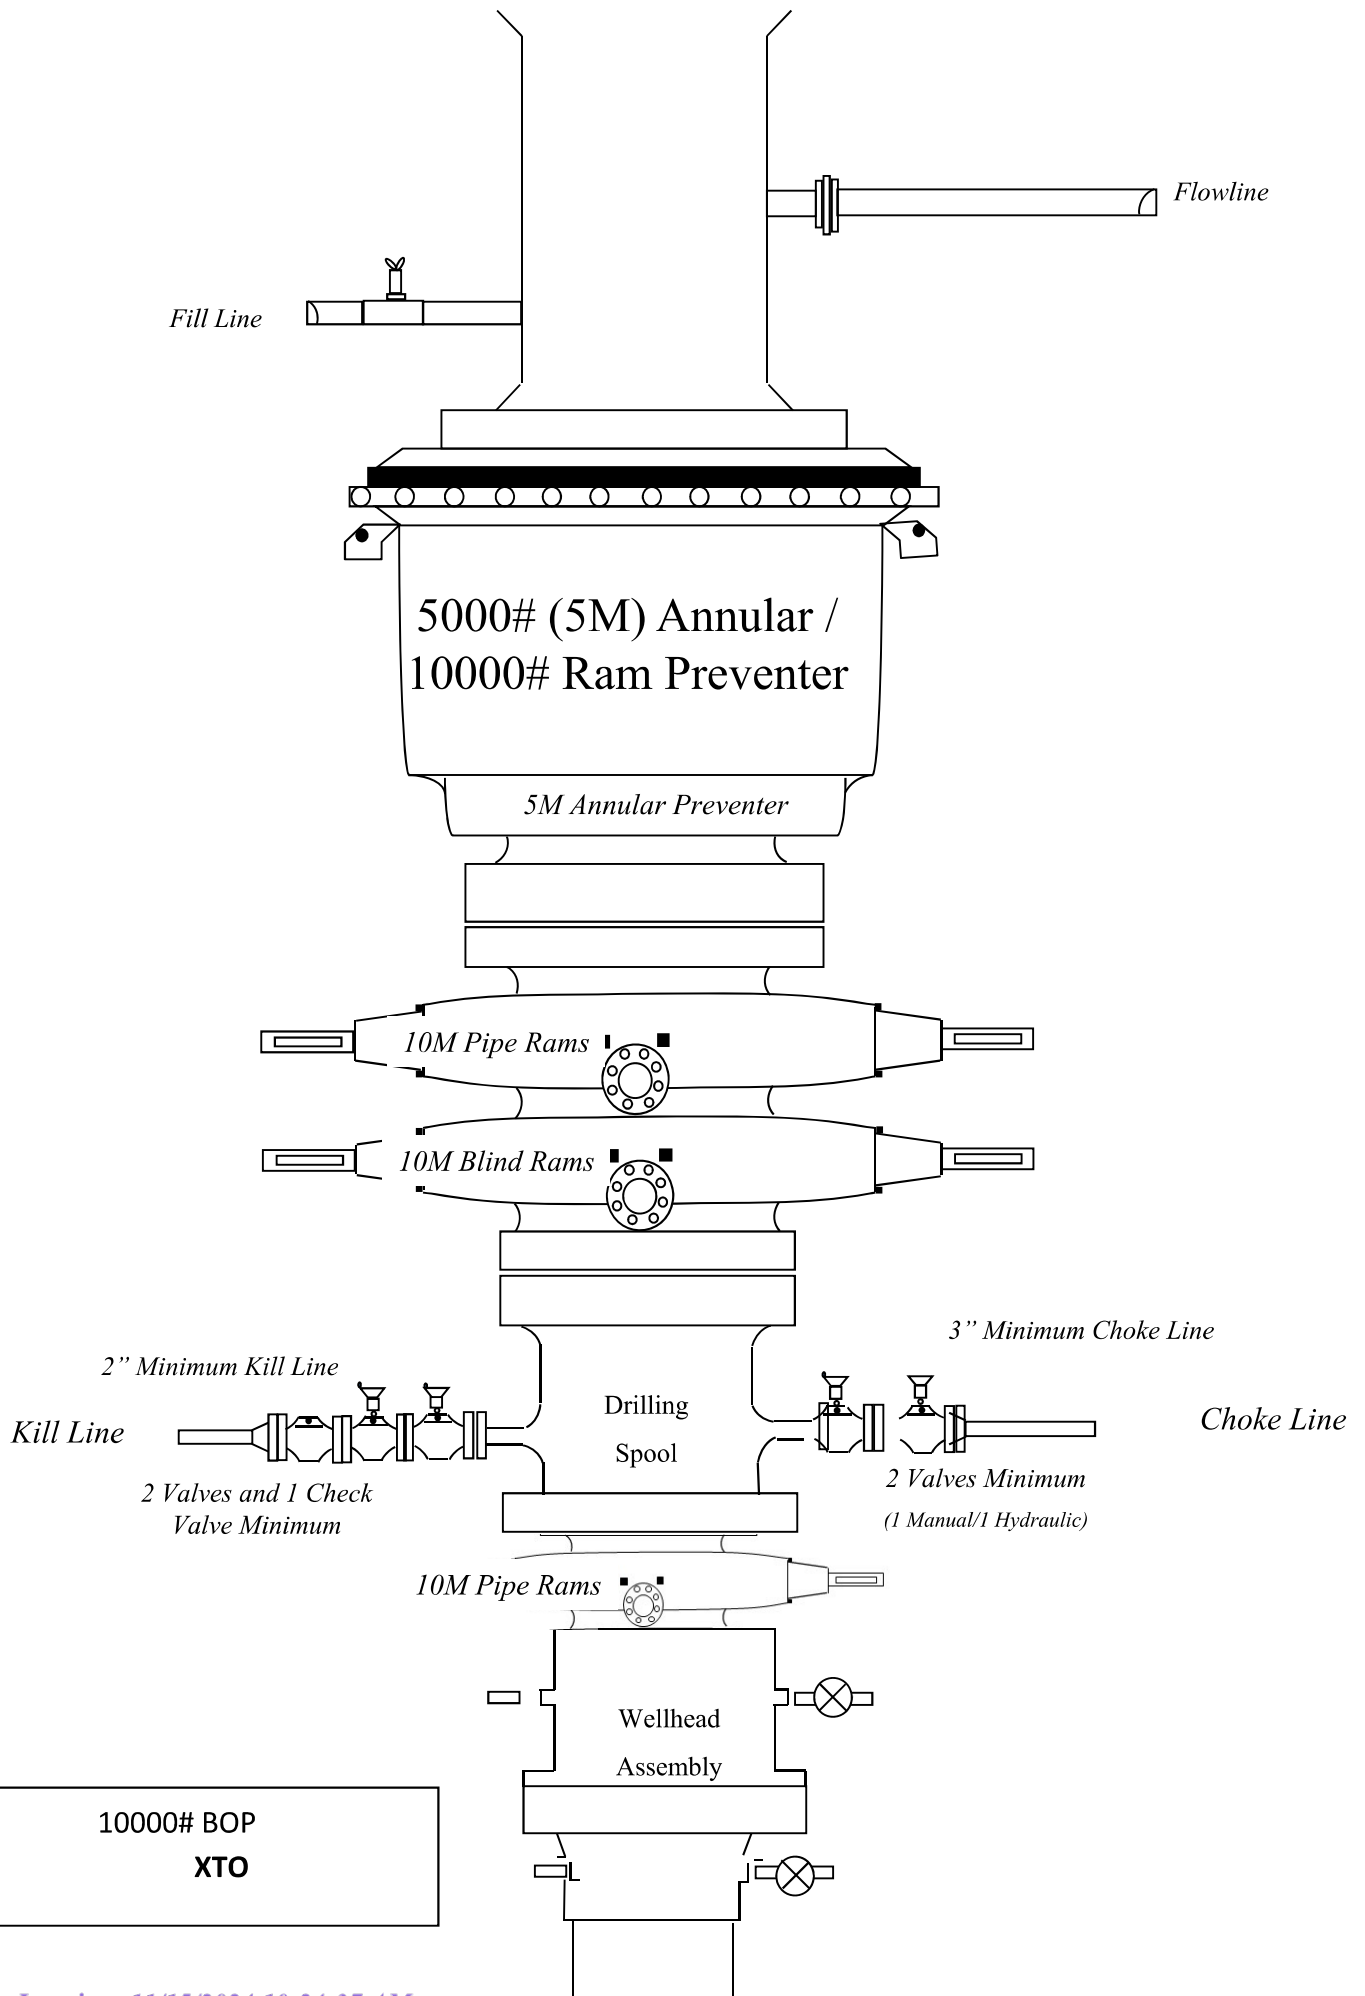 Flowline
Fill Line
5000# (5M) Annular /
10000# Ram Preventer
5M Annular Preventer
10M Pipe Rams
10M Blind Rams
3” Minimum Choke Line
2” Minimum Kill Line
Drilling
Spool
Kill Line
Choke Line
2 Valves and 1 Check
Valve Minimum
2 Valves Minimum
(1 Manual/1 Hydraulic)
10M Pipe Rams
Wellhead
Assembly
10000# BOP
XTO